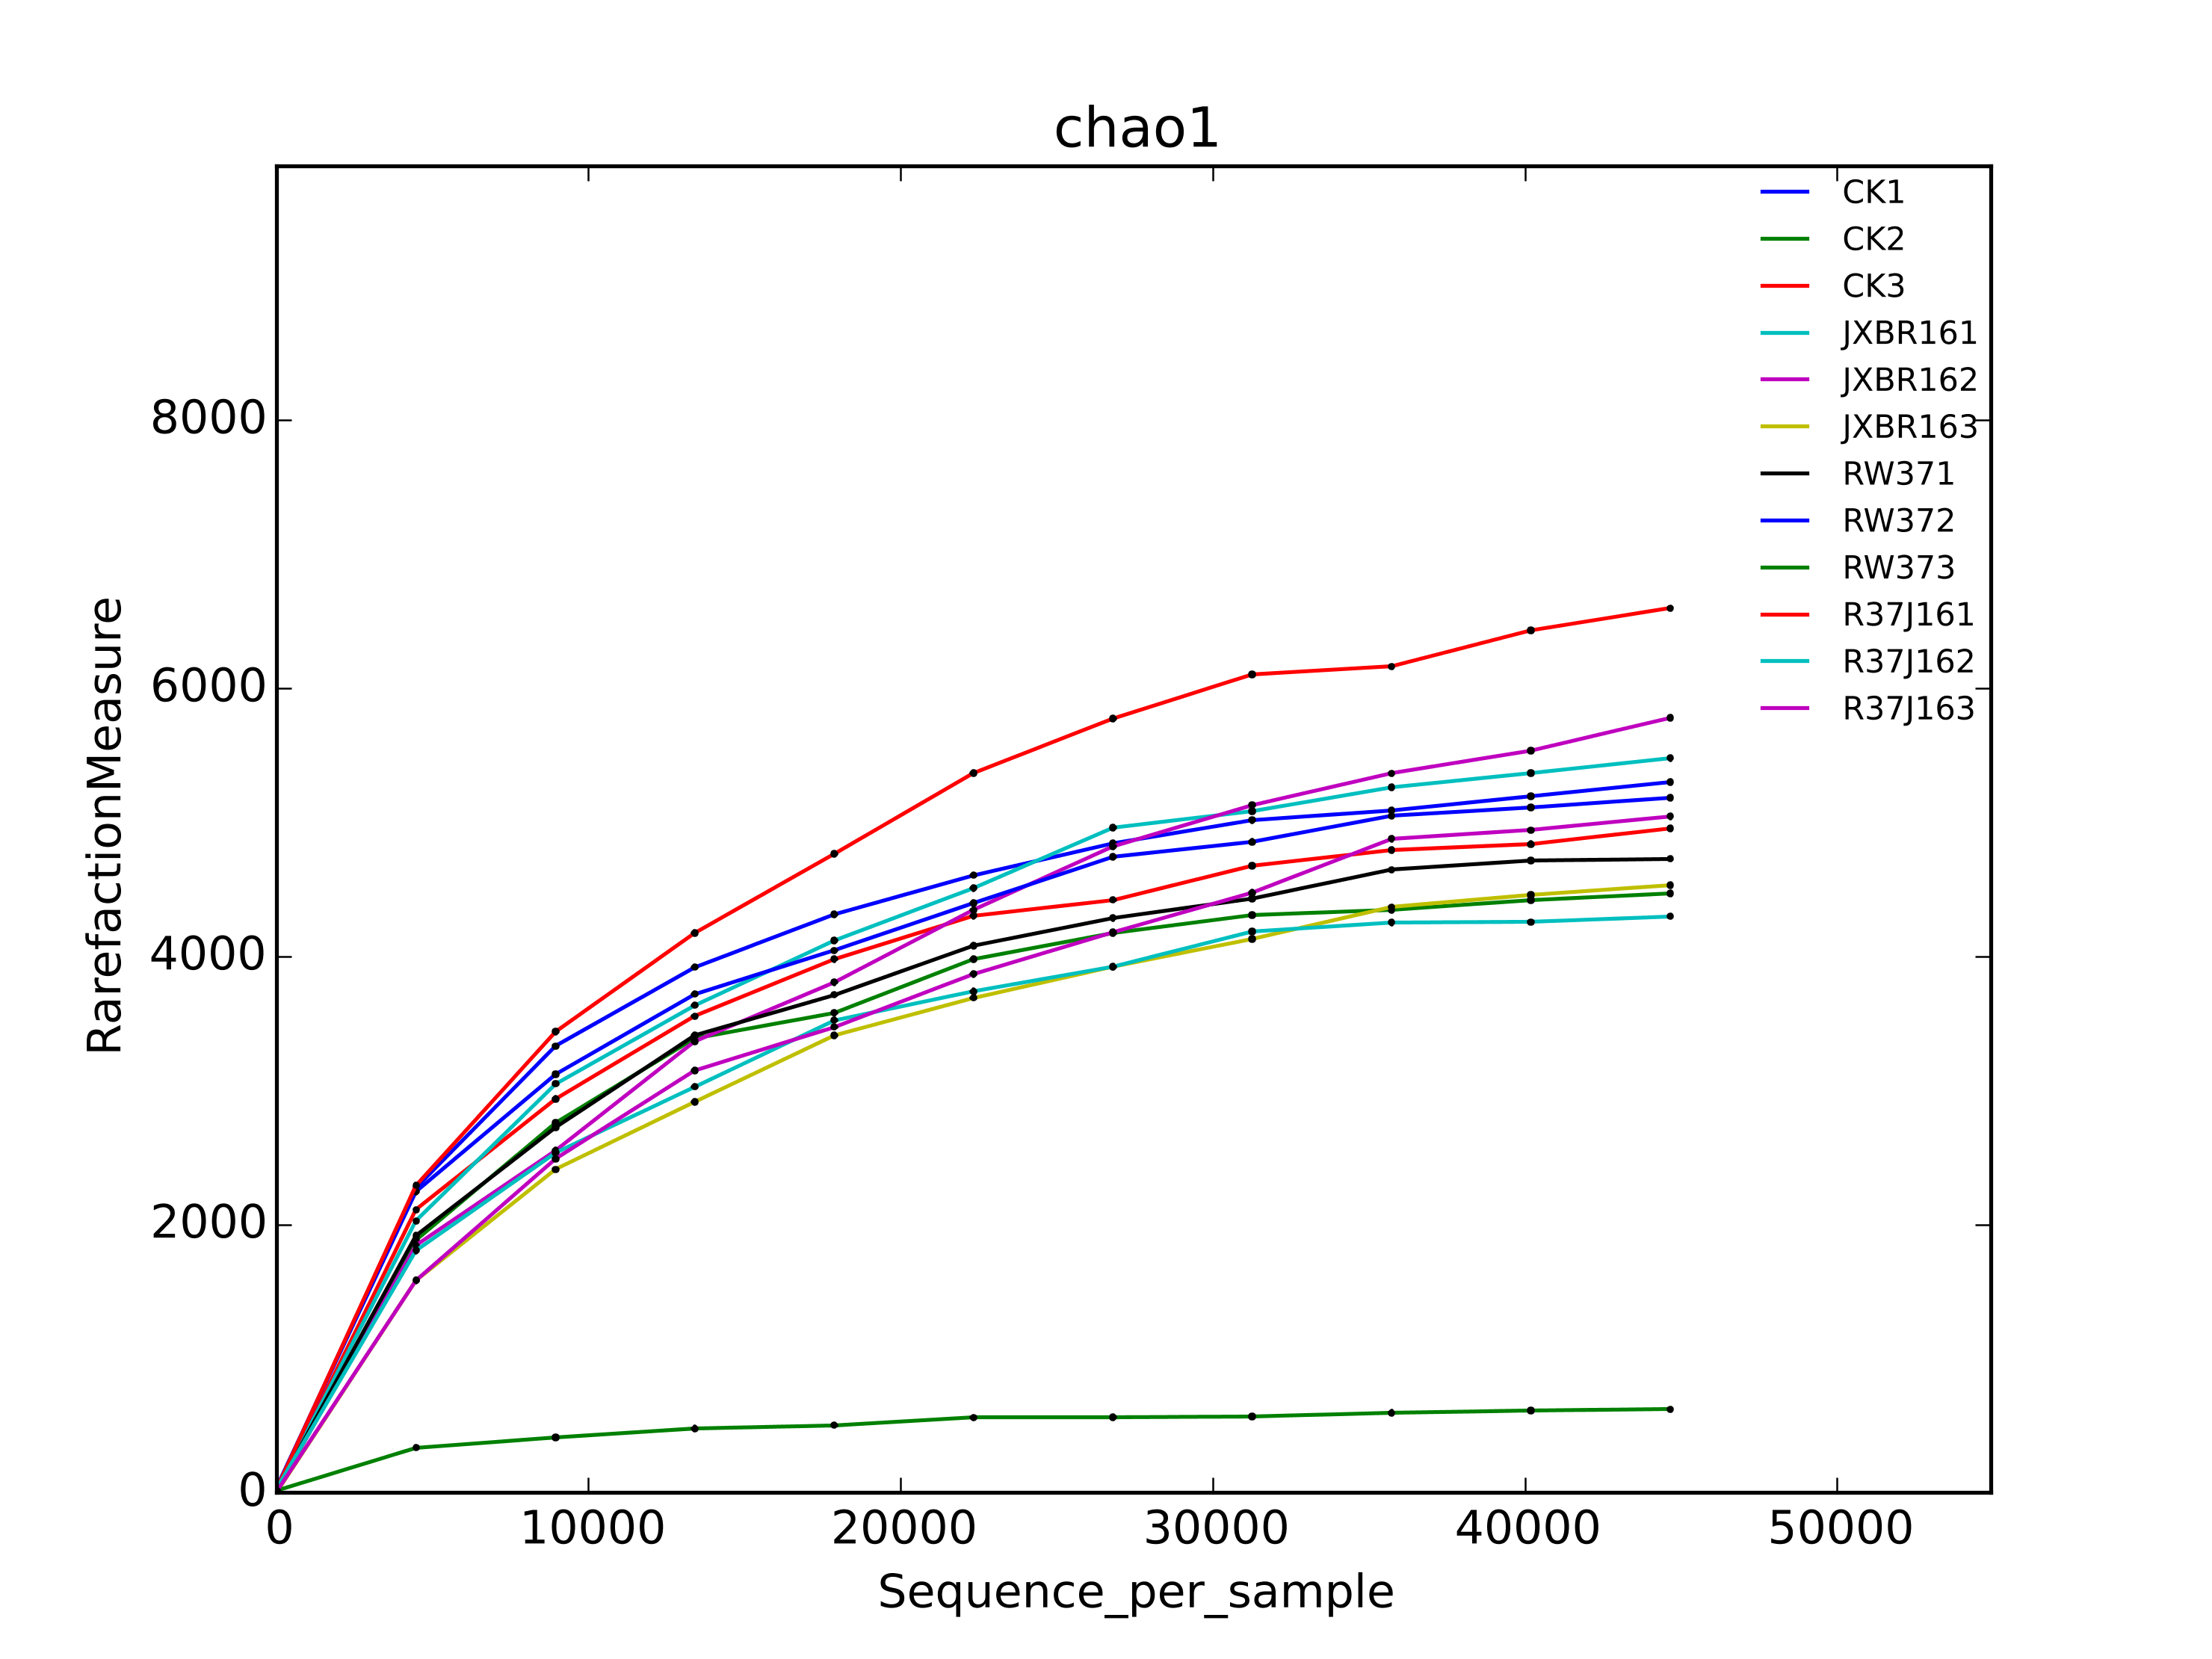 chao1
CK1
CK2
CK3
JXBR161
JXBR162
JXBR163
RW371
RW372
RW373
R37J161
R37J162
R37J163
RarefactionMeasure
8000
6000
4000
2000
0
0 10000 20000 30000 40000 50000
Sequence_per_sample